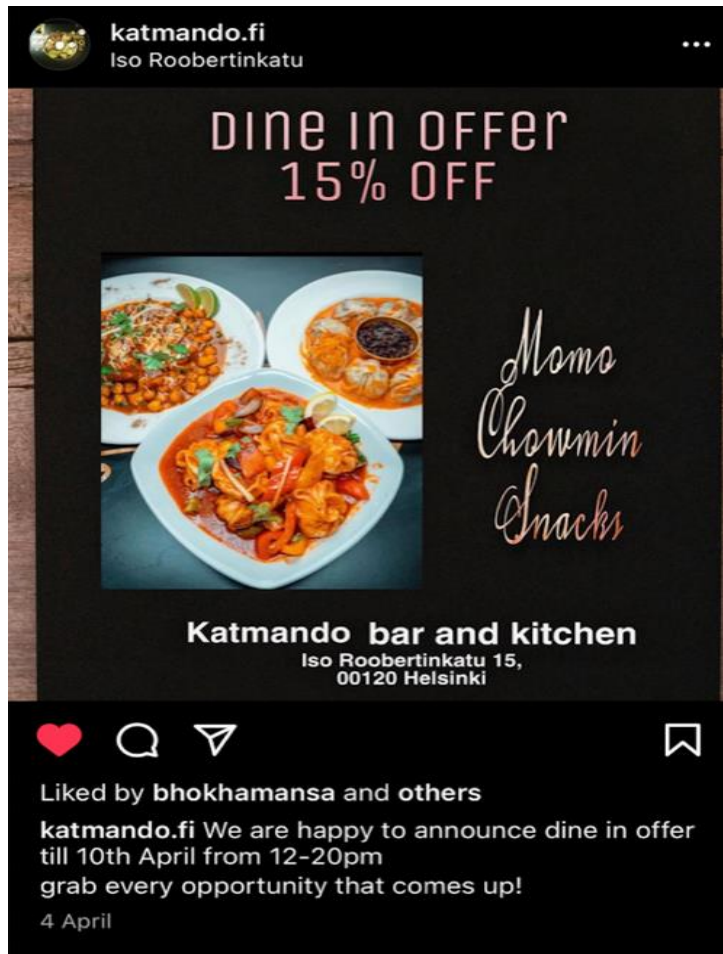 katmando.fi
Iso Roobertinkatu
Dine in offer
15% OFF
Momo
Chowmin
Snacks
Katmando bar and kitchen
Iso Roobertinkatu 15,
00120 Helsinki
Liked by bhokhamansa and others
katmando.fi We are happy to announce dine in offer
till 10th April from 12-20pm
grab every opportunity that comes up!
4 April